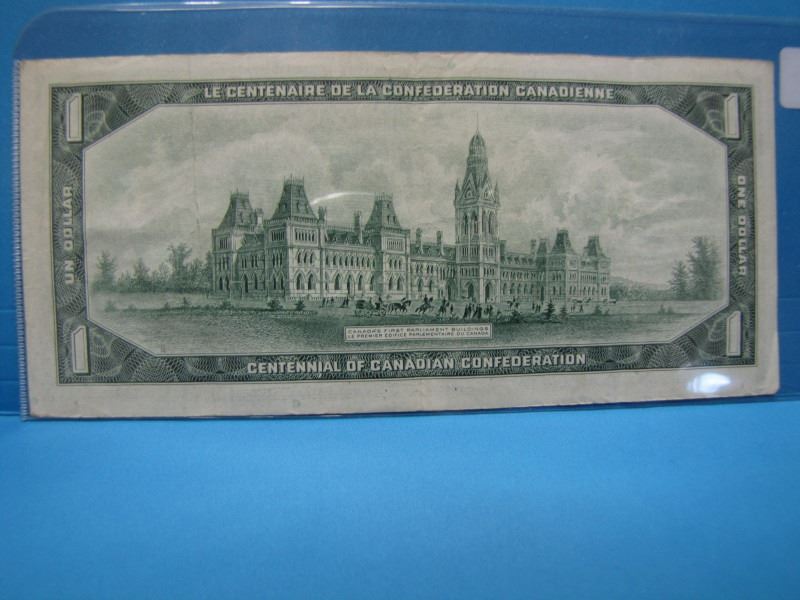 LE CENTENAIRE DE LA CONFEDERATION CANADIENNE
1
1
UN DOLLAR
ONE DOLLAR
CANADA'S FIRST PARLIAMENT BUILDINGS
LE PREMIER EDIFICE PARLEMENTAIRE DU CANADA
1
1
CENTENNIAL OF CANADIAN CONFEDERATION